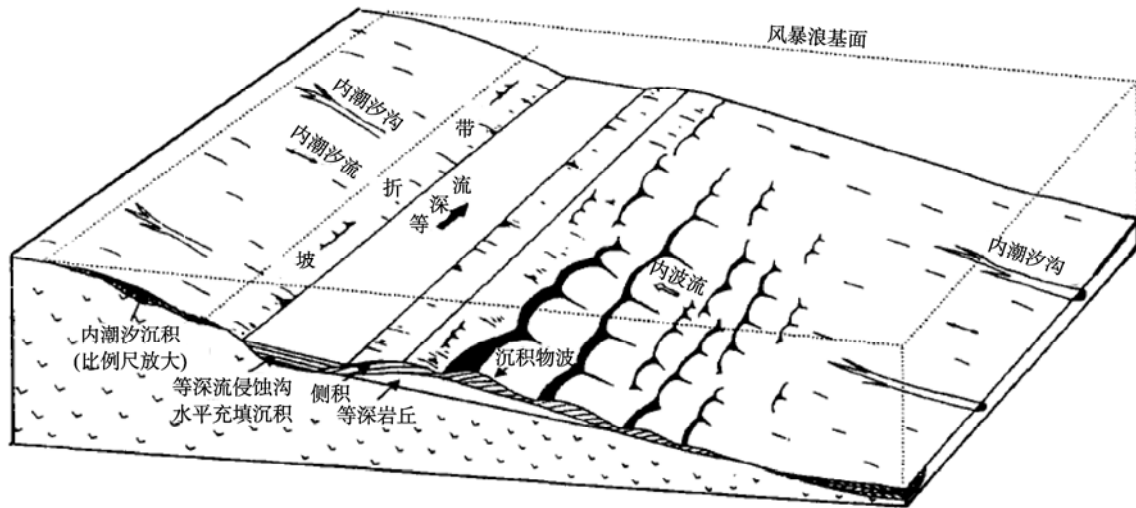 风暴浪基面
内潮汐沟
内潮汐流
坡折带
等深流
内潮汐沟
内波流
沉积物波
内潮汐沉积
(比例尺放大)
等深流侵蚀沟
水平充填沉积
侧积
等深岩丘